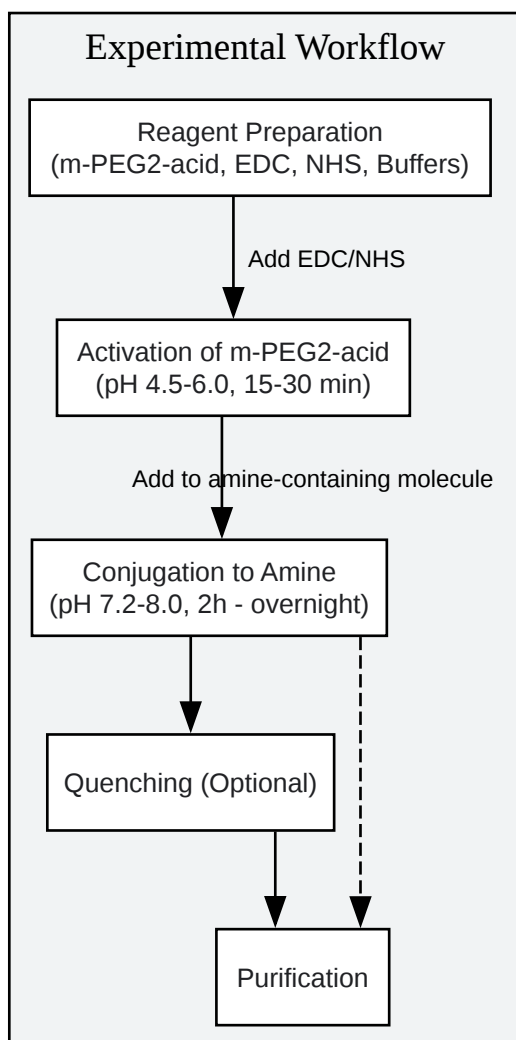 Experimental Workflow
Reagent Preparation
(m-PEG2-acid, EDC, NHS, Buffers)
Add EDC/NHS
Activation of m-PEG2-acid
(pH 4.5-6.0, 15-30 min)
Add to amine-containing molecule
Conjugation to Amine
(pH 7.2-8.0, 2h - overnight)
Quenching (Optional)
Purification